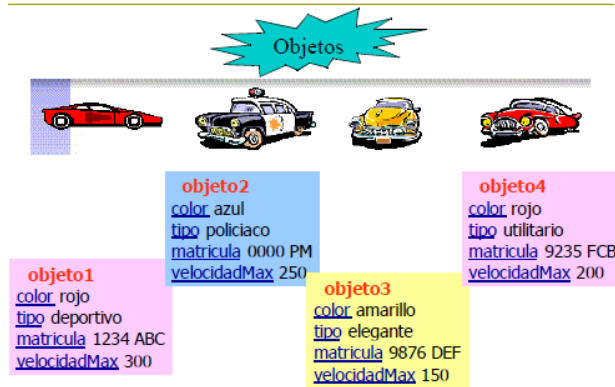 Objetos
objeto1
color rojo
tipo deportivo
matricula 1234 ABC
velocidadMax 300
objeto2
color azul
tipo policiaco
matricula 0000 PM
velocidadMax 250
objeto3
color amarillo
tipo elegante
matricula 9876 DEF
velocidadMax 150
objeto4
color rojo
tipo utilitario
matricula 9235 FCB
velocidadMax 200